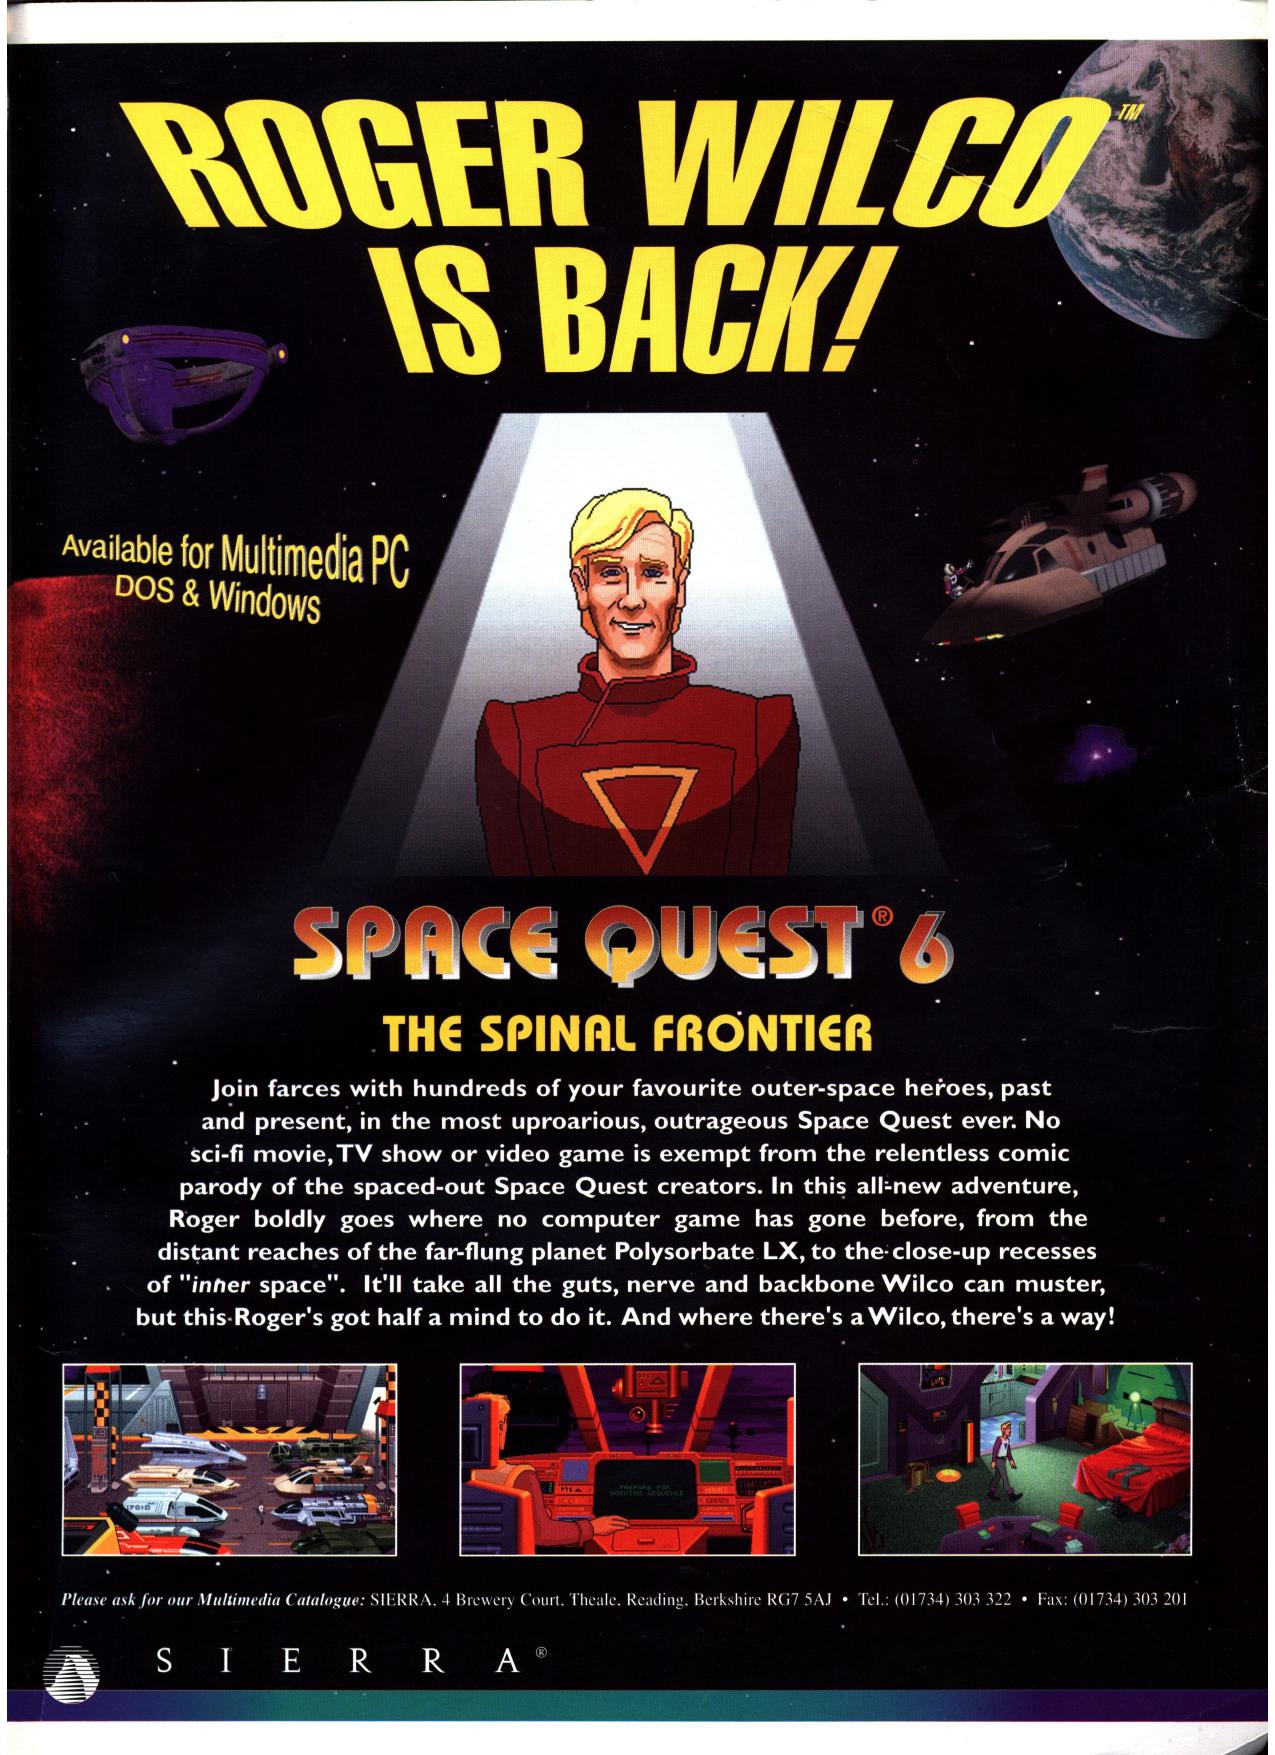 ROGER WILCO™
IS BACK!
Available for Multimedia PC
DOS & Windows
SPACE QUEST® 6
THE SPINAL FRONTIER
Join farces with hundreds of your favourite outer-space heroes, past
and present, in the most uproarious, outrageous Space Quest ever. No
sci-fi movie, TV show or video game is exempt from the relentless comic
parody of the spaced-out Space Quest creators. In this all-new adventure,
Roger boldly goes where no computer game has gone before, from the
distant reaches of the far-flung planet Polysorbate LX, to the close-up recesses
of "inner space". It'll take all the guts, nerve and backbone Wilco can muster,
but this Roger's got half a mind to do it. And where there's a Wilco, there's a way!
PREPARE FOR
DOCKING SEQUENCE
Please ask for our Multimedia Catalogue: SIERRA, 4 Brewery Court, Theale, Reading, Berkshire RG7 5AJ • Tel.: (01734) 303 322 • Fax: (01734) 303 201
SIERRA®